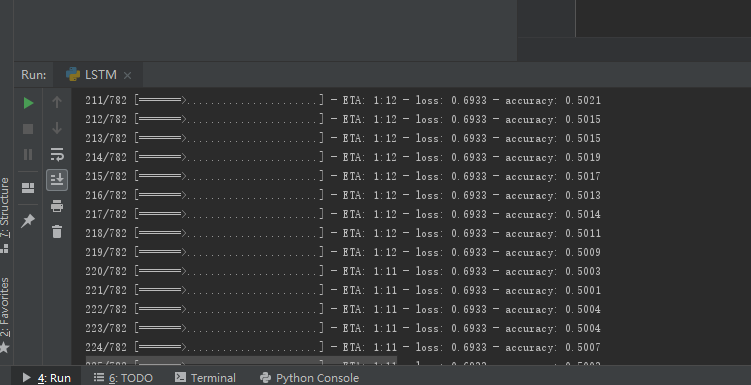 Run: LSTM ×
211/782 [=======>......................] - ETA: 1:12 - loss: 0.6933 - accuracy: 0.5021
212/782 [=======>......................] - ETA: 1:12 - loss: 0.6933 - accuracy: 0.5015
213/782 [=======>......................] - ETA: 1:12 - loss: 0.6933 - accuracy: 0.5015
214/782 [=======>......................] - ETA: 1:12 - loss: 0.6933 - accuracy: 0.5019
215/782 [=======>......................] - ETA: 1:12 - loss: 0.6933 - accuracy: 0.5017
216/782 [=======>......................] - ETA: 1:12 - loss: 0.6933 - accuracy: 0.5013
217/782 [=======>......................] - ETA: 1:12 - loss: 0.6933 - accuracy: 0.5014
218/782 [=======>......................] - ETA: 1:12 - loss: 0.6933 - accuracy: 0.5011
219/782 [=======>......................] - ETA: 1:12 - loss: 0.6933 - accuracy: 0.5009
220/782 [=======>......................] - ETA: 1:11 - loss: 0.6933 - accuracy: 0.5003
221/782 [=======>......................] - ETA: 1:11 - loss: 0.6933 - accuracy: 0.5001
222/782 [=======>......................] - ETA: 1:11 - loss: 0.6933 - accuracy: 0.5004
223/782 [=======>......................] - ETA: 1:11 - loss: 0.6933 - accuracy: 0.5004
224/782 [=======>......................] - ETA: 1:11 - loss: 0.6933 - accuracy: 0.5007
7: Structure
2: Favorites
4: Run 6: TODO Terminal Python Console